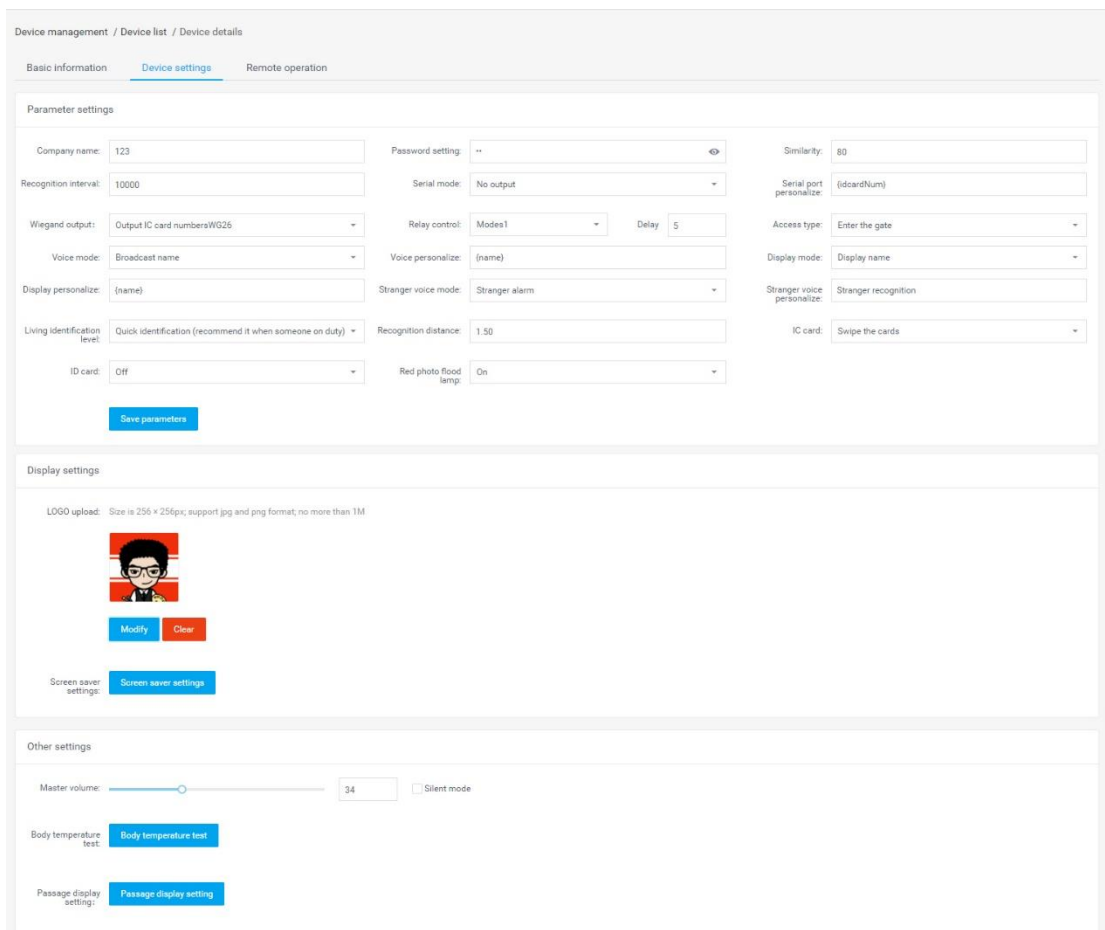 Device management / Device list / Device details
Basic information Device settings Remote operation
Parameter settings
Company name: 123 Password setting: ** Similarity: 80
Recognition interval: 10000 Serial mode: No output Serial port personalize: {idcardNum}
Wiegand output: Output IC card numbersWG26 Relay control: Modes1 Delay 5 Access type: Enter the gate
Voice mode: Broadcast name Voice personalize: {name} Display mode: Display name
Display personalize: {name} Stranger voice mode: Stranger alarm Stranger voice personalize: Stranger recognition
Living identification level: Quick identification (recommend it when someone on duty) Recognition distance: 1.50 IC card: Swipe the cards
ID card: Off Red photo flood lamp: On
Save parameters
Display settings
LOGO upload: Size is 256 × 256px; support jpg and png format; no more than 1M
Modify Clear
Screen saver settings: Screen saver settings
Other settings
Master volume: 34 Silent mode
Body temperature test: Body temperature test
Passage display setting: Passage display setting